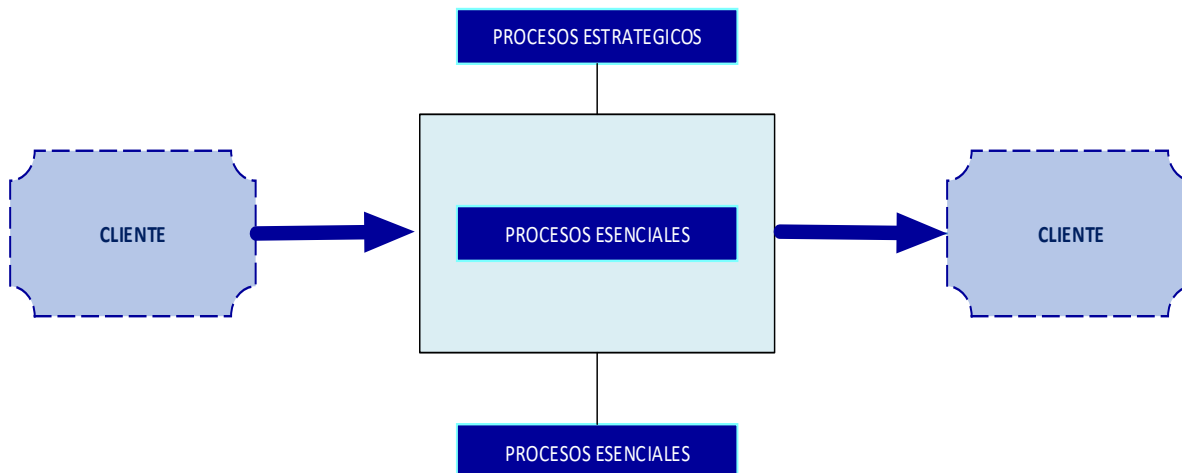 PROCESOS ESTRATEGICOS
CLIENTE
PROCESOS ESENCIALES
CLIENTE
PROCESOS ESENCIALES